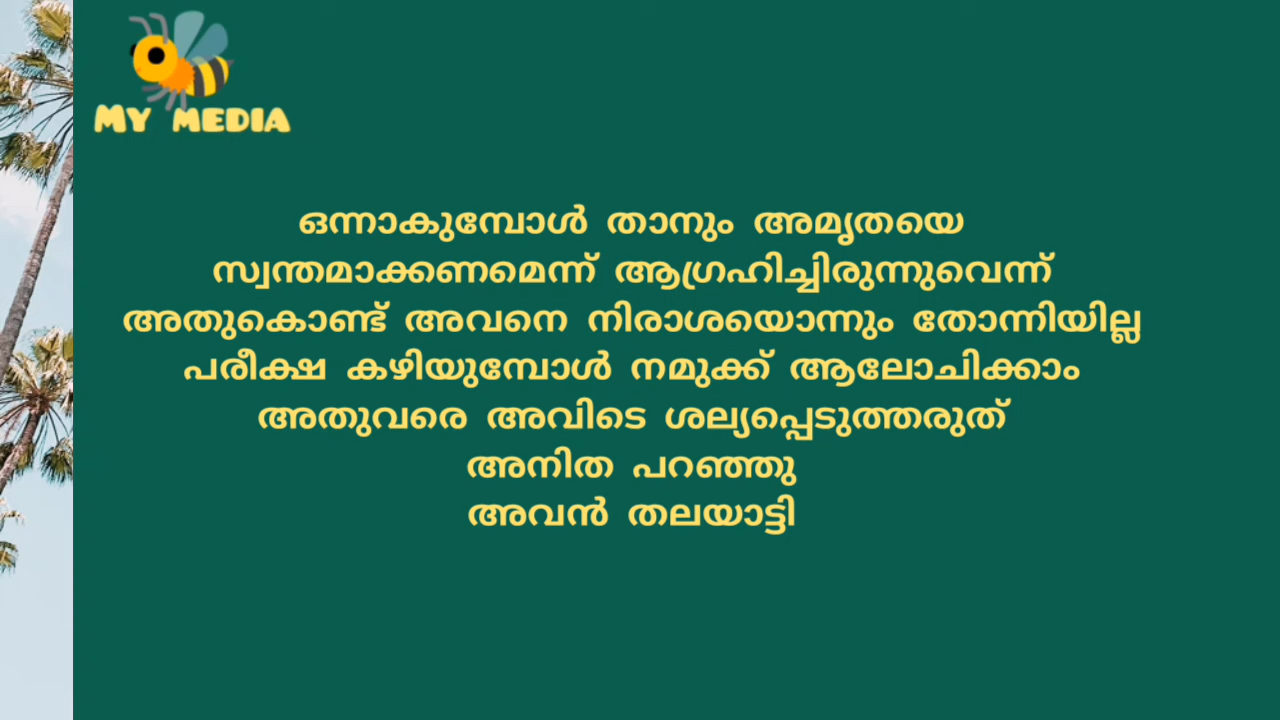 MY MEDIA
ഒന്നാകുമ്പോൾ താനും അമൃതയെ
സ്വന്തമാക്കണമെന്ന് ആഗ്രഹിച്ചിരുന്നുവെന്ന്
അതുകൊണ്ട് അവനെ നിരാശയൊന്നും തോന്നിയില്ല
പരീക്ഷ കഴിയുമ്പോൾ നമുക്ക് ആലോചിക്കാം
അതുവരെ അവിടെ ശല്യപ്പെടുത്തരുത്
അനിത പറഞ്ഞു
അവൻ തലയാട്ടി